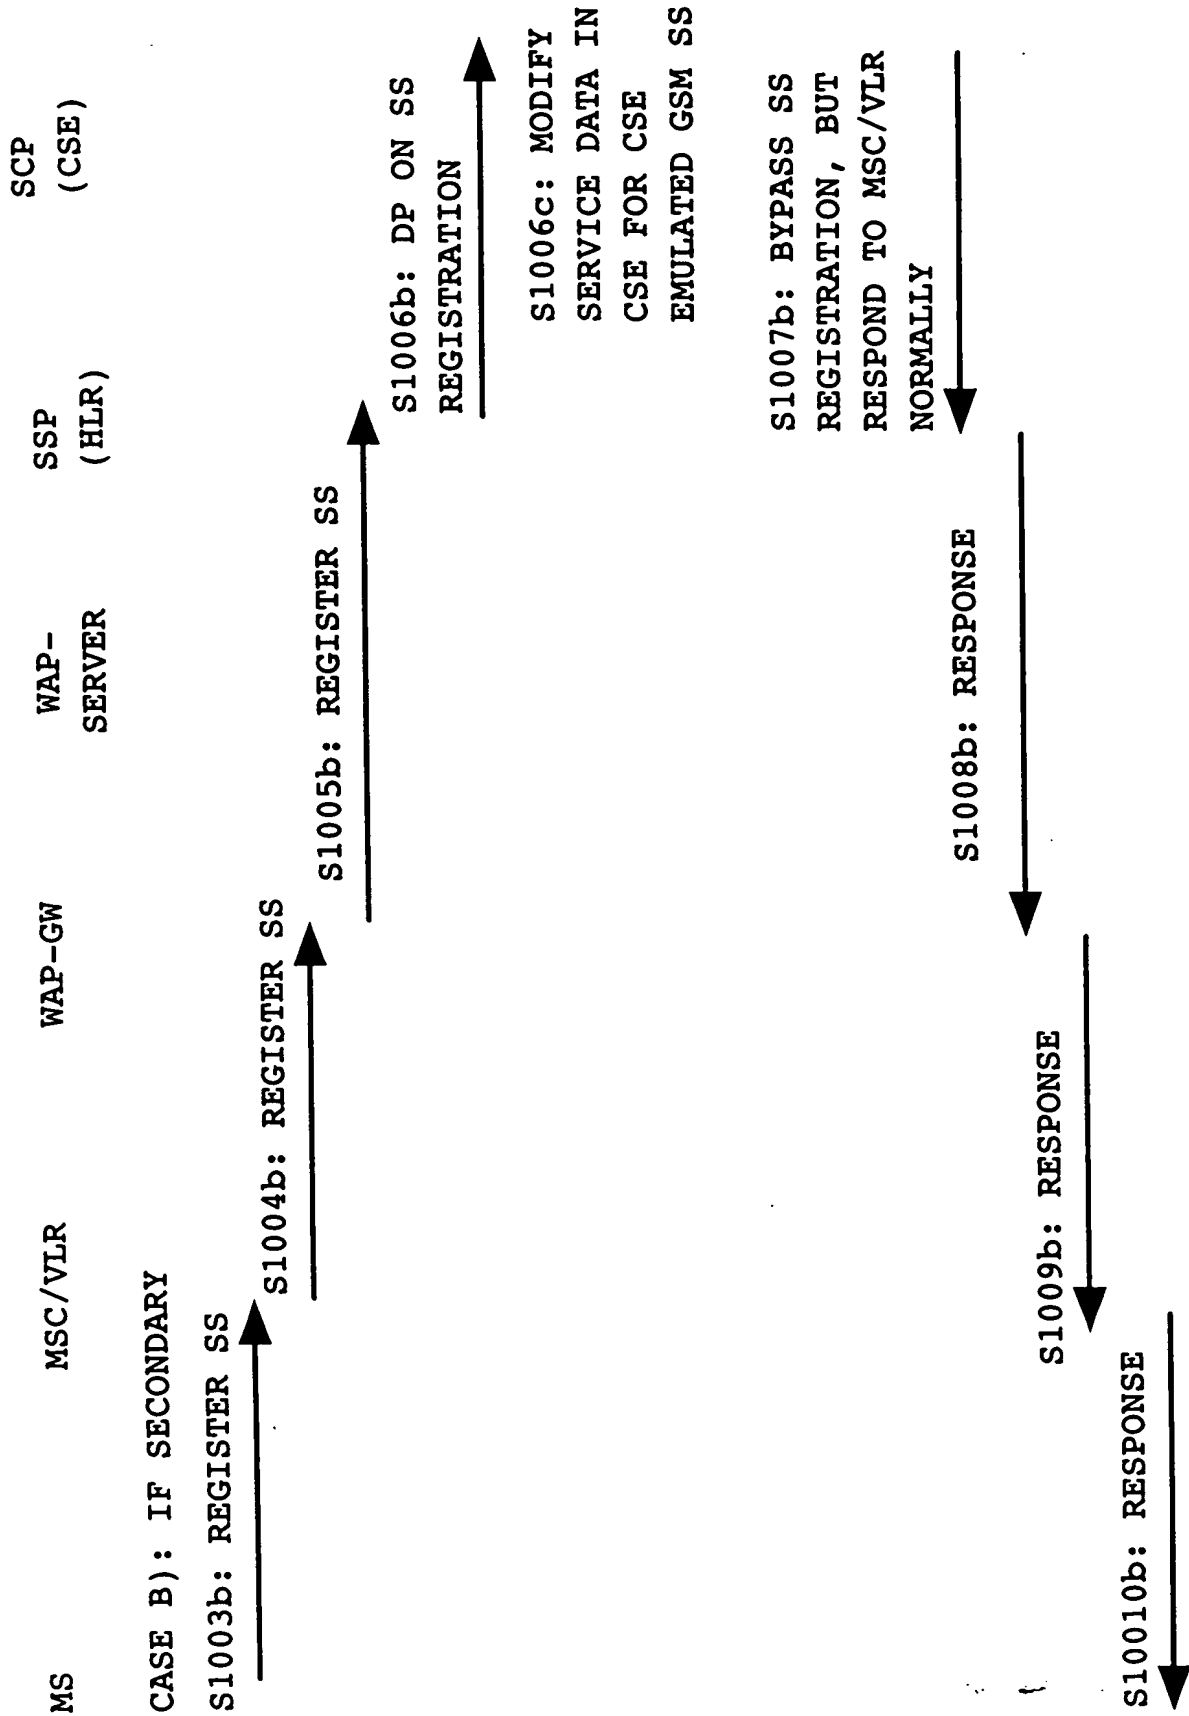 MS
MSC/VLR
WAP-GW
WAP-
SERVER
SSP
(HLR)
SCP
(CSE)
CASE B): IF SECONDARY
S1003b: REGISTER SS
S1004b: REGISTER SS
S1005b: REGISTER SS
S1006b: DP ON SS
REGISTRATION
S1006c: MODIFY
SERVICE DATA IN
CSE FOR CSE
EMULATED GSM SS
S1007b: BYPASS SS
REGISTRATION, BUT
RESPOND TO MSC/VLR
NORMALLY
S1008b: RESPONSE
S1009b: RESPONSE
S10010b: RESPONSE